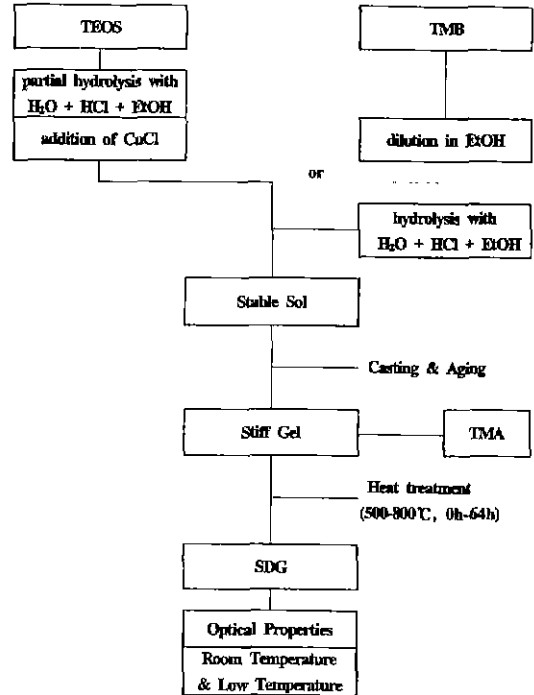 TEOS
TMB
partial hydrolysis with
H₂O + HCl + EtOH
addition of CuCl
dilution in EtOH
or
hydrolysis with
H₂O + HCl + EtOH
Stable Sol
Casting & Aging
Stiff Gel
TMA
Heat treatment
(500-800℃, 0h-64h)
SDG
Optical Properties
Room Temperature
& Low Temperature